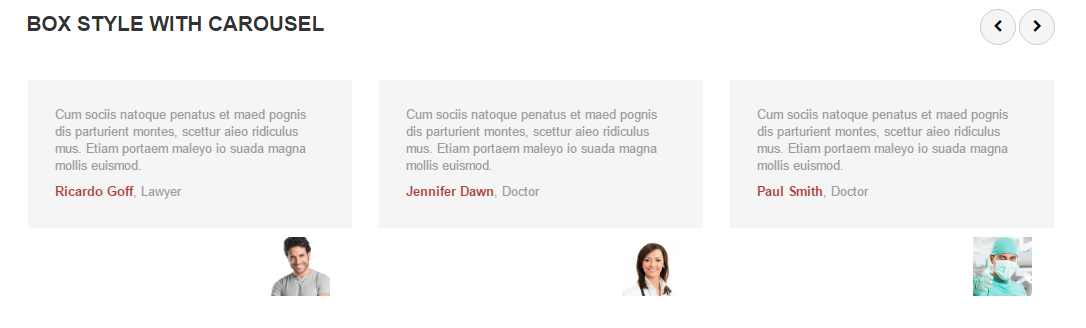 BOX STYLE WITH CAROUSEL
Cum sociis natoque penatus et maed pognis
dis parturient montes, scettur aieo ridiculus
mus. Etiam portaem maleyo io suada magna
mollis euismod.
Ricardo Goff, Lawyer
Cum sociis natoque penatus et maed pognis
dis parturient montes, scettur aieo ridiculus
mus. Etiam portaem maleyo io suada magna
mollis euismod.
Jennifer Dawn, Doctor
Cum sociis natoque penatus et maed pognis
dis parturient montes, scettur aieo ridiculus
mus. Etiam portaem maleyo io suada magna
mollis euismod.
Paul Smith, Doctor